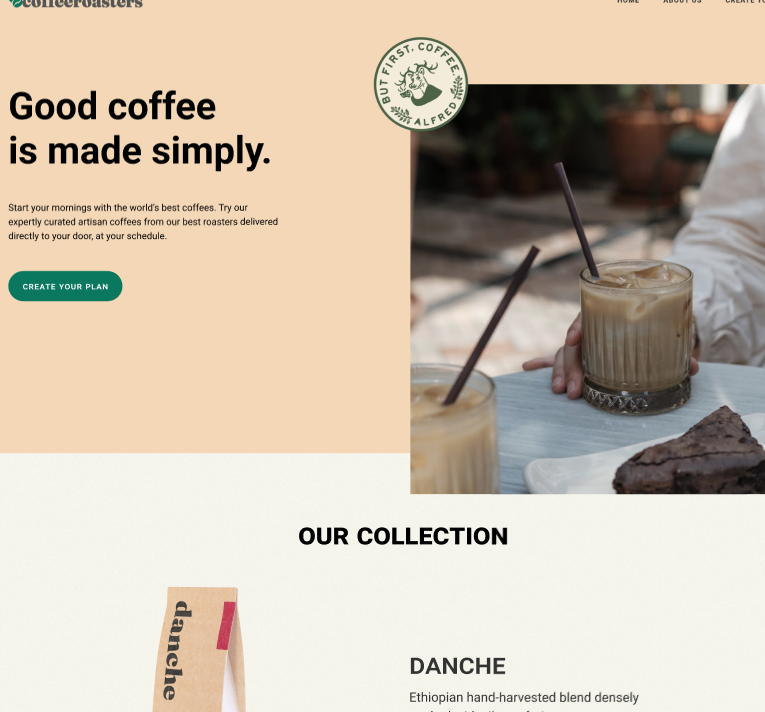 coffeeroasters
HOME ABOUT US CREATE
BUT FIRST, COFFEE.
ALFRED
Good coffee
is made simply.
Start your mornings with the world's best coffees. Try our
expertly curated artisan coffees from our best roasters delivered
directly to your door, at your schedule.
CREATE YOUR PLAN
OUR COLLECTION
danche
DANCHE
Ethiopian hand-harvested blend densely